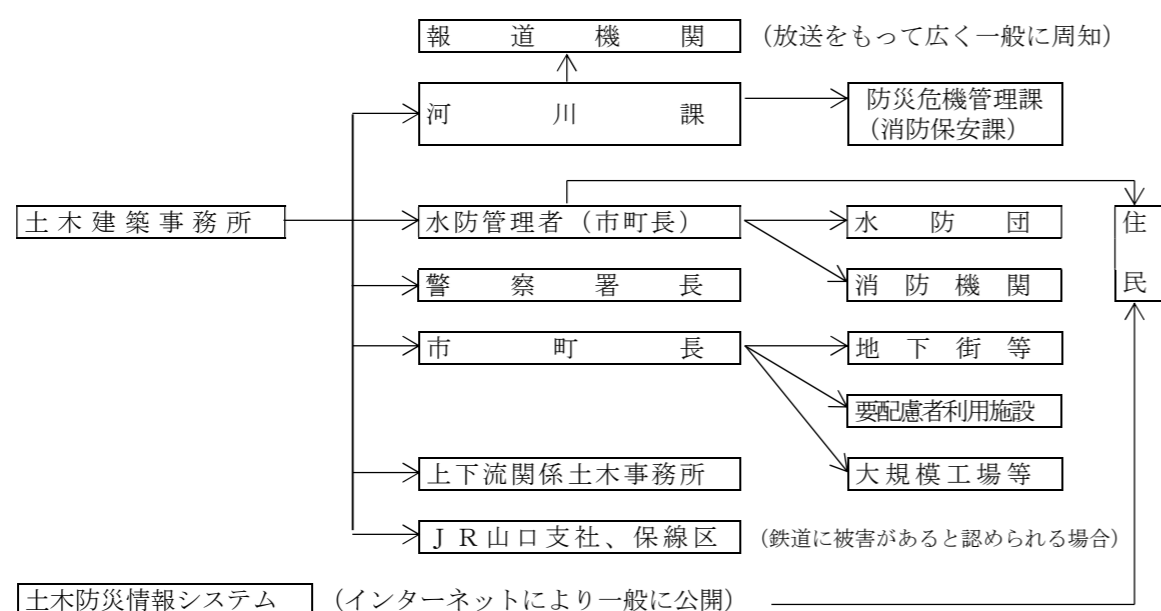 報道機関 （放送をもって広く一般に周知）
河川課 防災危機管理課
（消防保安課）
土木建築事務所 水防管理者（市町長） 水防団 住民
警察署長 消防機関
市町長 地下街等
要配慮者利用施設
上下流関係土木事務所 大規模工場等
ＪＲ山口支社、保線区 （鉄道に被害があると認められる場合）
土木防災情報システム （インターネットにより一般に公開）